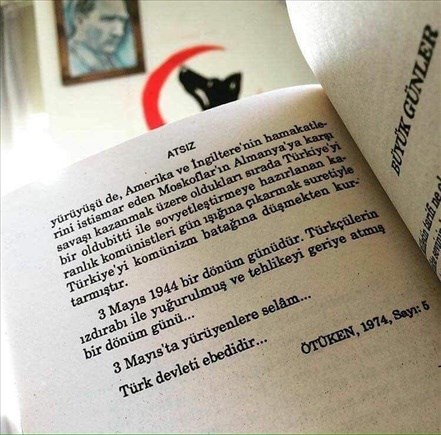 ATSIZ
yürüyüşü de, Amerika ve İngiltere'nin hamakatle-
rini istismar eden Moskoflar'ın Almanya'ya karşı
savaşı kazanmak üzere oldukları sırada Türkiye'yi
bir oldubitti ile sovyetleştirmeye hazırlanan ka-
ranlık komünistleri gün ışığına çıkarmak suretiyle
Türkiye'yi komünizm batağına düşmekten kur-
tarmıştır.
3 Mayıs 1944 bir dönüm günüdür. Türkçülerin
ızdırabı ile yuğurulmuş ve tehlikeyi geriye atmış
bir dönüm günü...
3 Mayıs'ta yürüyenlere selâm...
Türk devleti ebedidir...
ÖTÜKEN, 1974, Sayı: 5
BÜYÜK GÜNLER